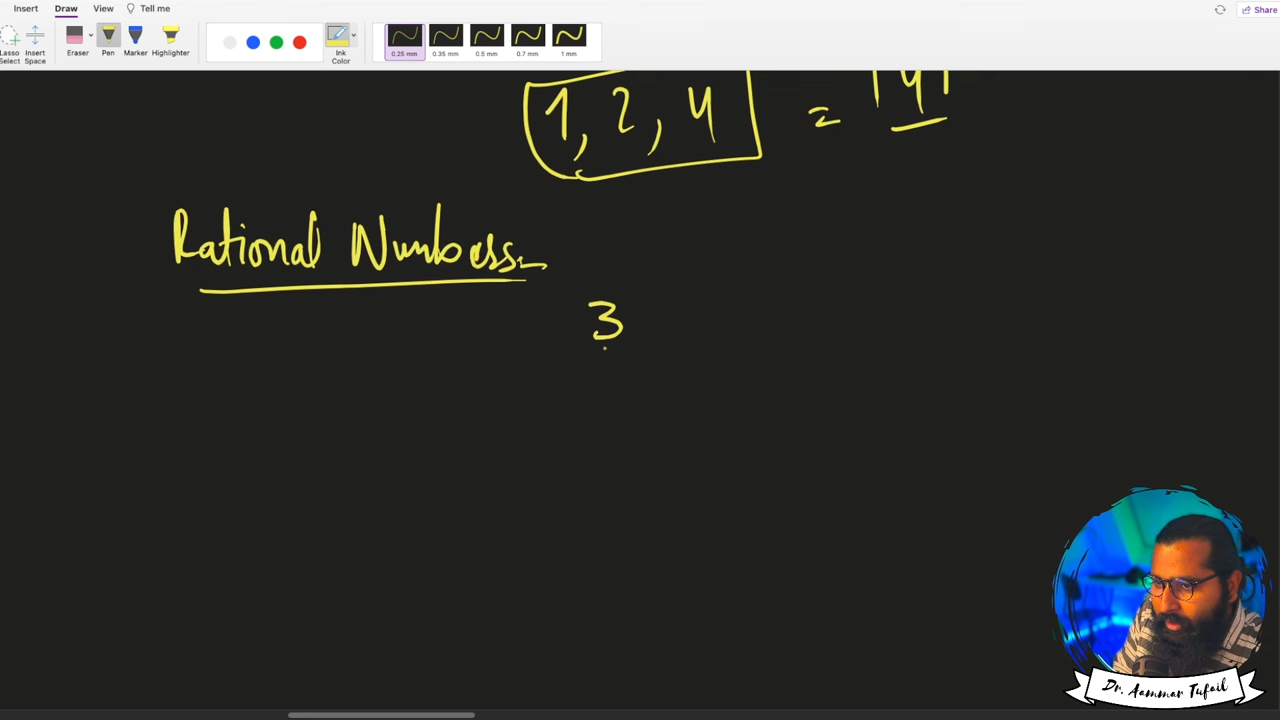 Insert Draw View Tell me
Share
Lasso Select
Insert Space
Eraser
Pen
Marker
Highlighter
Ink Color
0.25 mm
0.35 mm
0.5 mm
0.7 mm
1 mm
1, 2, 4 =
Rational Numbers
3
Dr. Aammar Tufail